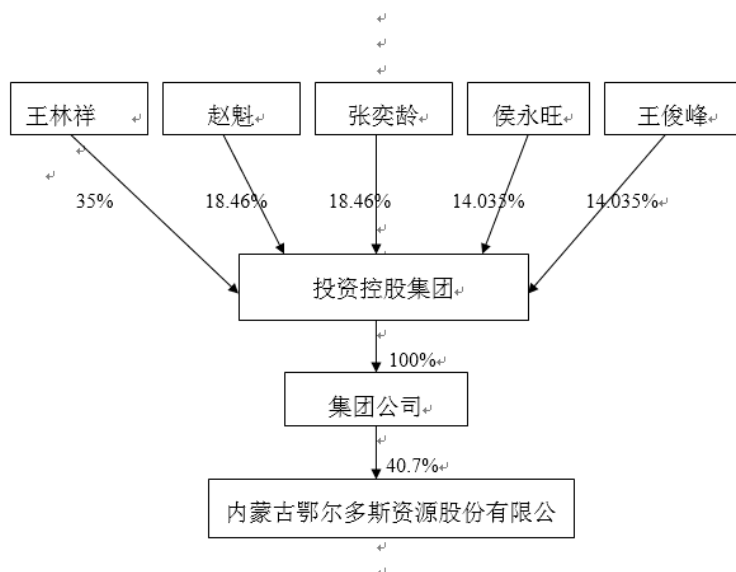 王林祥
赵魁
张奕龄
侯永旺
王俊峰
35%
18.46%
18.46%
14.035%
14.035%
投资控股集团
100%
集团公司
40.7%
内蒙古鄂尔多斯资源股份有限公